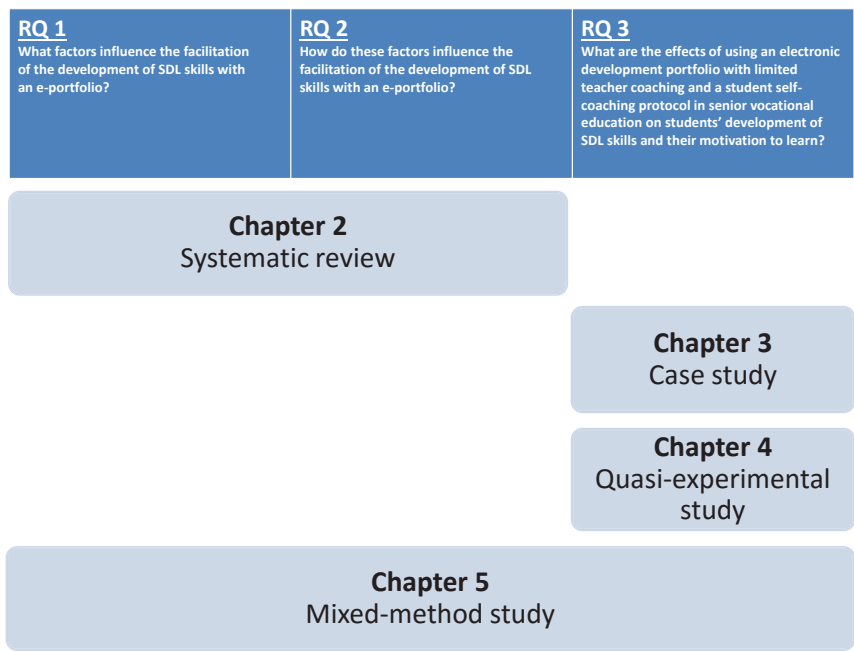 RQ 1
What factors influence the facilitation
of the development of SDL skills with
an e-portfolio?
RQ 2
How do these factors influence the
facilitation of the development of SDL
skills with an e-portfolio?
RQ 3
What are the effects of using an electronic
development portfolio with limited
teacher coaching and a student self-
coaching protocol in senior vocational
education on students’ development of
SDL skills and their motivation to learn?
Chapter 2
Systematic review
Chapter 3
Case study
Chapter 4
Quasi-experimental
study
Chapter 5
Mixed-method study